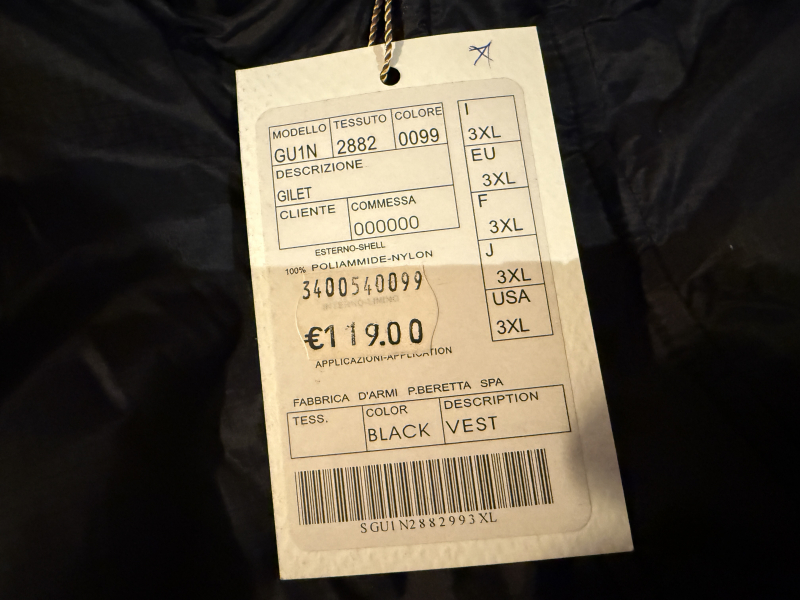 MODELLO TESSUTO COLORE
GU1N 2882 0099
DESCRIZIONE
GILET
CLIENTE COMMESSA
000000
I
3XL
EU
3XL
F
3XL
J
3XL
USA
3XL
ESTERNO-SHELL
100% POLIAMMIDE-NYLON
3400540099
€119.00
APPLICAZIONI-APPLICATION
FABBRICA D'ARMI P.BERETTA SPA
TESS. COLOR DESCRIPTION
BLACK VEST
SGU1N2882993XL